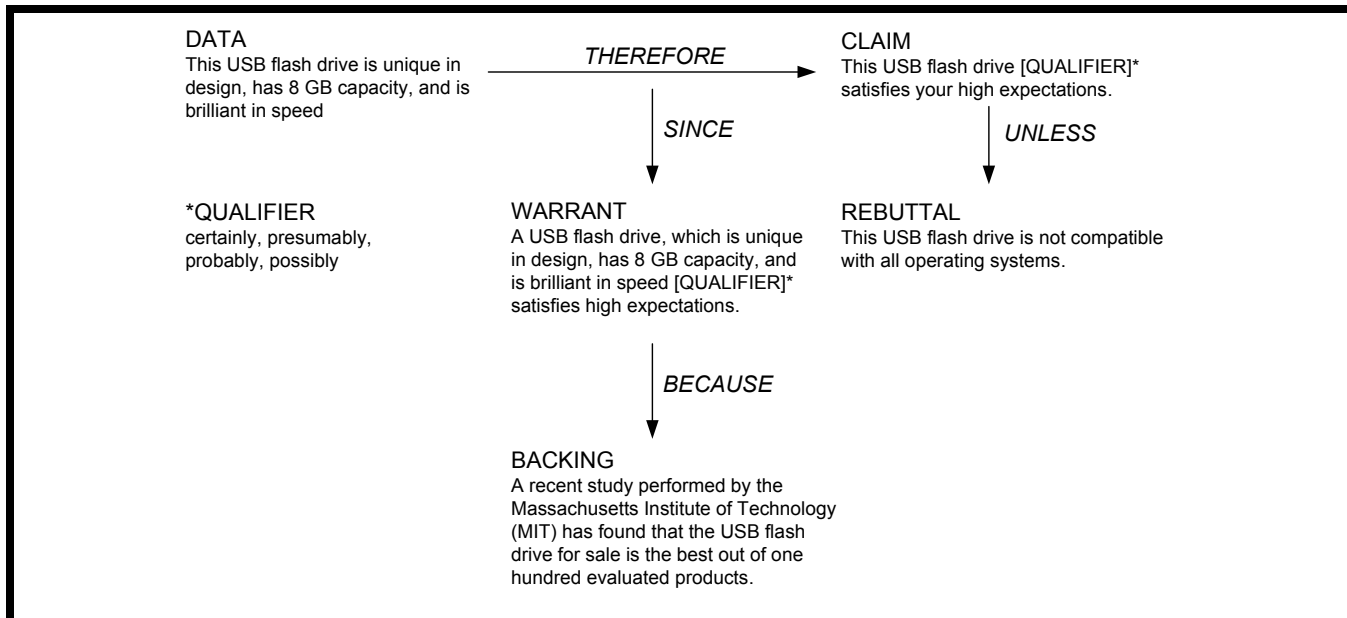 DATA
This USB flash drive is unique in
design, has 8 GB capacity, and is
brilliant in speed
THEREFORE
CLAIM
This USB flash drive [QUALIFIER]*
satisfies your high expectations.
SINCE
UNLESS
*QUALIFIER
certainly, presumably,
probably, possibly
WARRANT
A USB flash drive, which is unique
in design, has 8 GB capacity, and
is brilliant in speed [QUALIFIER]*
satisfies high expectations.
REBUTTAL
This USB flash drive is not compatible
with all operating systems.
BECAUSE
BACKING
A recent study performed by the
Massachusetts Institute of Technology
(MIT) has found that the USB flash
drive for sale is the best out of one
hundred evaluated products.